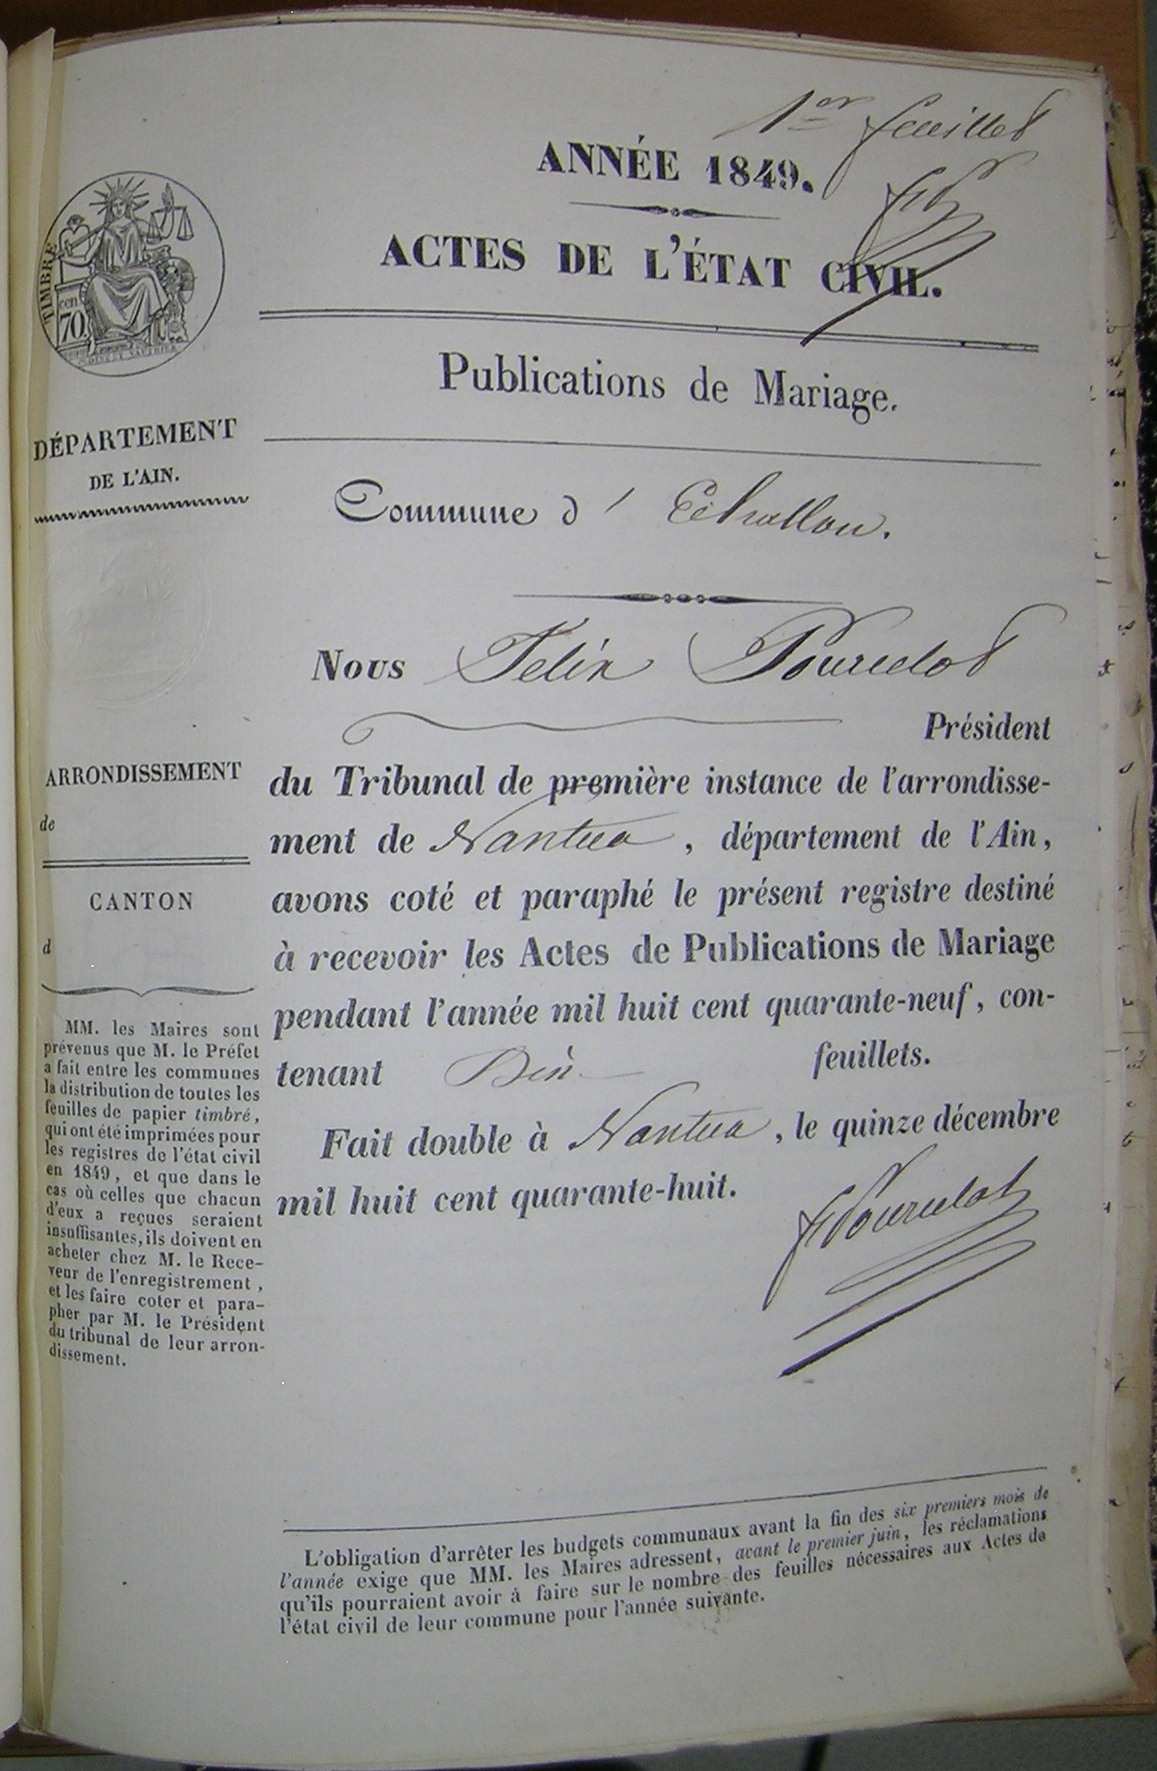 1er feuillet
ANNÉE 1849.
ACTES DE L'ÉTAT CIVIL.
TIMBRE
70
cen
Publications de Mariage.
DÉPARTEMENT
DE L'AIN.
Commune d' Echallon.
Nous Félix Pourcelot
Président
du Tribunal de première instance de l'arrondisse-
ment de Nantua, département de l'Ain,
avons coté et paraphé le présent registre destiné
à recevoir les Actes de Publications de Mariage
pendant l'année mil huit cent quarante-neuf, con-
tenant Dix feuillets.
Fait double à Nantua, le quinze décembre
mil huit cent quarante-huit.
FPourcelot
ARRONDISSEMENT
de
CANTON
d
MM. les Maires sont
prévenus que M. le Préfet
a fait entre les communes
la distribution de toutes les
feuilles de papier timbré,
qui ont été imprimées pour
les registres de l'état civil
en 1849, et que dans le
cas où celles que chacun
d'eux a reçues seraient
insuffisantes, ils doivent en
acheter chez M. le Rece-
veur de l'enregistrement,
et les faire coter et para-
pher par M. le Président
du tribunal de leur arron-
dissement.
L'obligation d'arrêter les budgets communaux avant la fin des six premiers mois de
l'année exige que MM. les Maires adressent, avant le premier juin, les réclamations
qu'ils pourraient avoir à faire sur le nombre des feuilles nécessaires aux Actes de
l'état civil de leur commune pour l'année suivante.